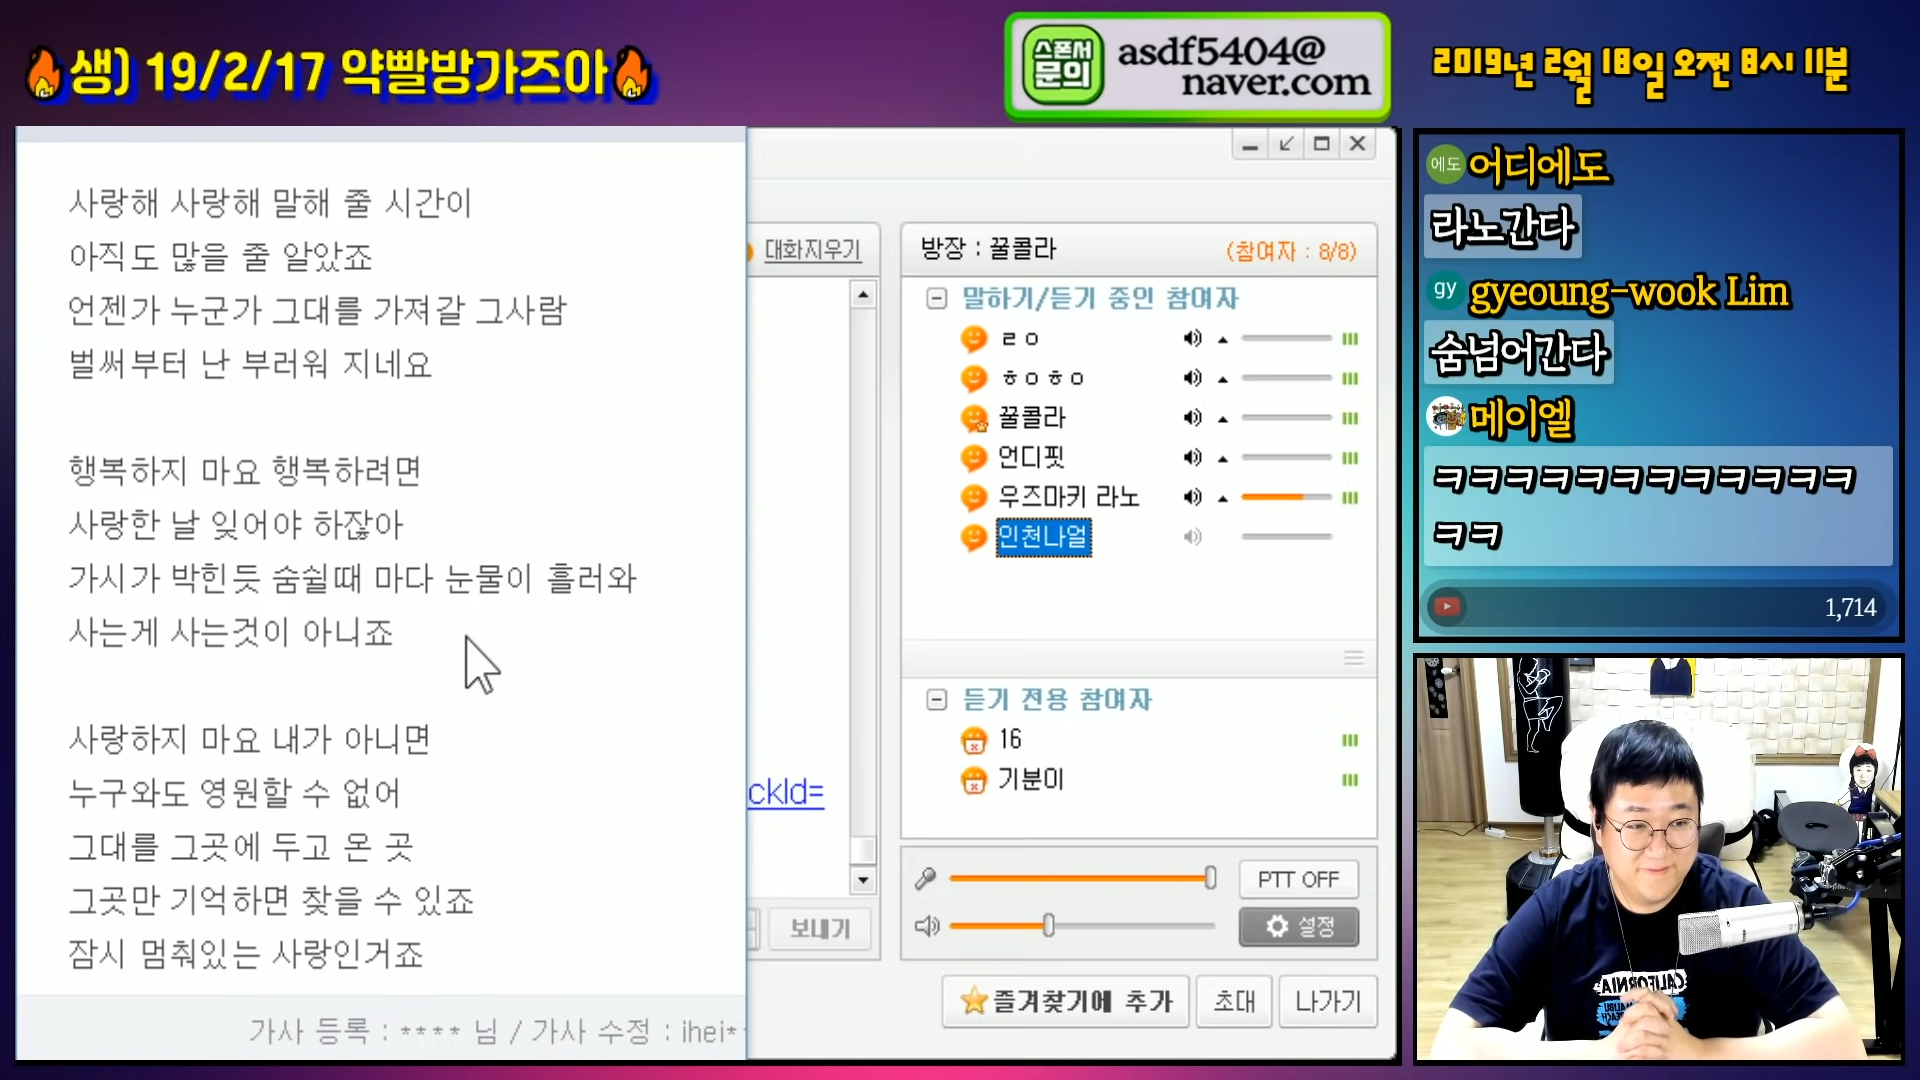 생) 19/2/17 약빨방가즈아
스폰서
문의
asdf5404@
naver.com
2019년 2월 18일 오전 8시 11분
사랑해 사랑해 말해 줄 시간이
아직도 많을 줄 알았죠
언젠가 누군가 그대를 가져갈 그사람
벌써부터 난 부러워 지네요
행복하지 마요 행복하려면
사랑한 날 잊어야 하잖아
가시가 박힌듯 숨쉴때 마다 눈물이 흘러와
사는게 사는것이 아니죠
사랑하지 마요 내가 아니면
누구와도 영원할 수 없어
그대를 그곳에 두고 온 곳
그곳만 기억하면 찾을 수 있죠
잠시 멈춰있는 사랑인거죠
가사 등록 : **** 님 / 가사 수정 : ihei*
대화지우기
ckId=
보내기
방장 : 꿀콜라
(참여자 : 8/8)
말하기/듣기 중인 참여자
ㄹㅇ
ㅎㅇㅎㅇ
꿀콜라
언디핏
우즈마키 라노
인천나얼
듣기 전용 참여자
16
기분이
PTT OFF
설정
즐겨찾기에 추가
초대
나가기
에도 어디에도
라노간다
gy gyeoung-wook Lim
숨넘어간다
메이엘
ㅋㅋㅋㅋㅋㅋㅋㅋㅋㅋㅋㅋ
ㅋㅋ
1,714
CALIFORNIA
MALIBU
BEACH